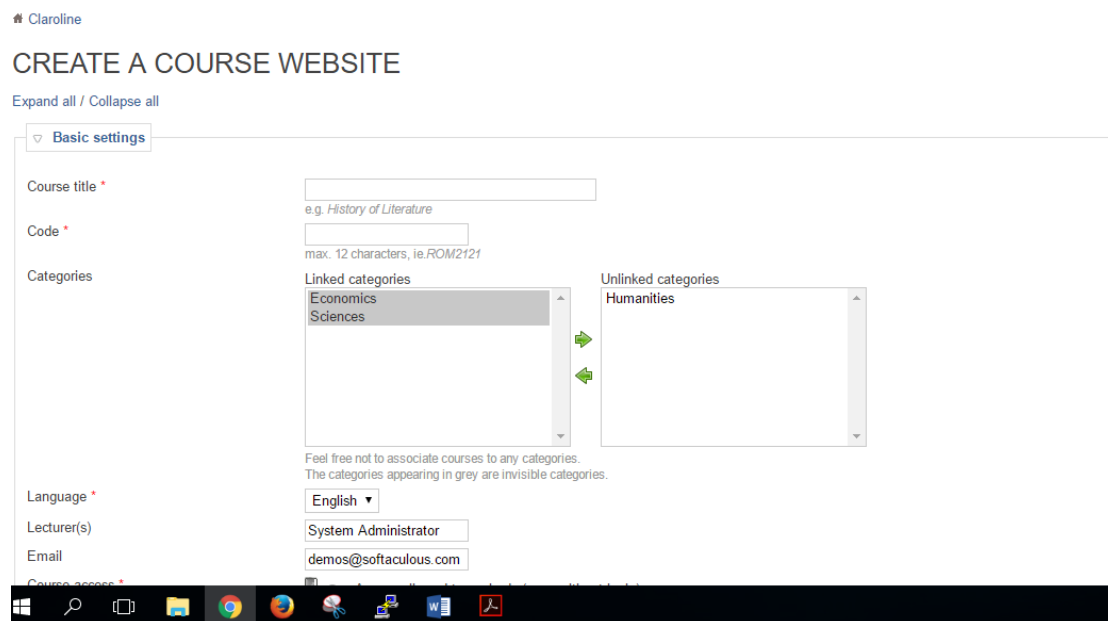 Claroline
CREATE A COURSE WEBSITE
Expand all / Collapse all
Basic settings
Course title *
e.g. History of Literature
Code *
max. 12 characters, ie.ROM2121
Categories
Linked categories
Economics
Sciences
Unlinked categories
Humanities
Feel free not to associate courses to any categories.
The categories appearing in grey are invisible categories.
Language *
English
Lecturer(s)
System Administrator
Email
demos@softaculous.com
Course access *